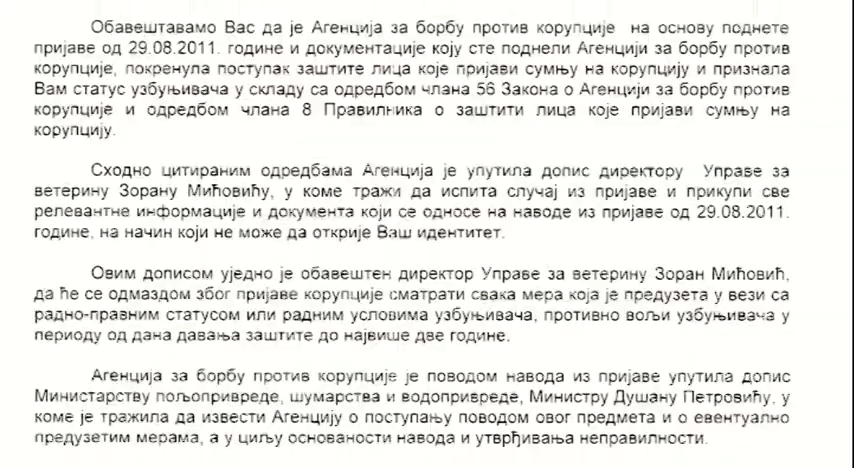 Обавештавамо Вас да је Агенција за борбу против корупције на основу поднете
пријаве од 29.08.2011. године и документације коју сте поднели Агенцији за борбу против
корупције, покренула поступак заштите лица које пријави сумњу на корупцију и признала
Вам статус узбуњивача у складу са одредбом члана 56 Закона о Агенцији за борбу против
корупције и одредбом члана 8 Правилника о заштити лица које пријави сумњу на
корупцију.
Сходно цитираним одредбама Агенција је упутила допис директору Управе за
ветерину Зорану Мићовићу, у коме тражи да испита случај из пријаве и прикупи све
релевантне информације и документа који се односе на наводе из пријаве од 29.08.2011.
године, на начин који не може да открије Ваш идентитет.
Овим дописом уједно је обавештен директор Управе за ветерину Зоран Мићовић,
да ће се одмаздом због пријаве корупције сматрати свака мера која је предузета у вези са
радно-правним статусом или радним условима узбуњивача, противно вољи узбуњивача у
периоду од дана давања заштите до највише две године.
Агенција за борбу против корупције је поводом навода из пријаве упутила допис
Министарству пољопривреде, шумарства и водопривреде, Министру Душану Петровићу, у
коме је тражила да извести Агенцију о поступању поводом овог предмета и о евентуално
предузетим мерама, а у циљу основаности навода и утврђивања неправилности.